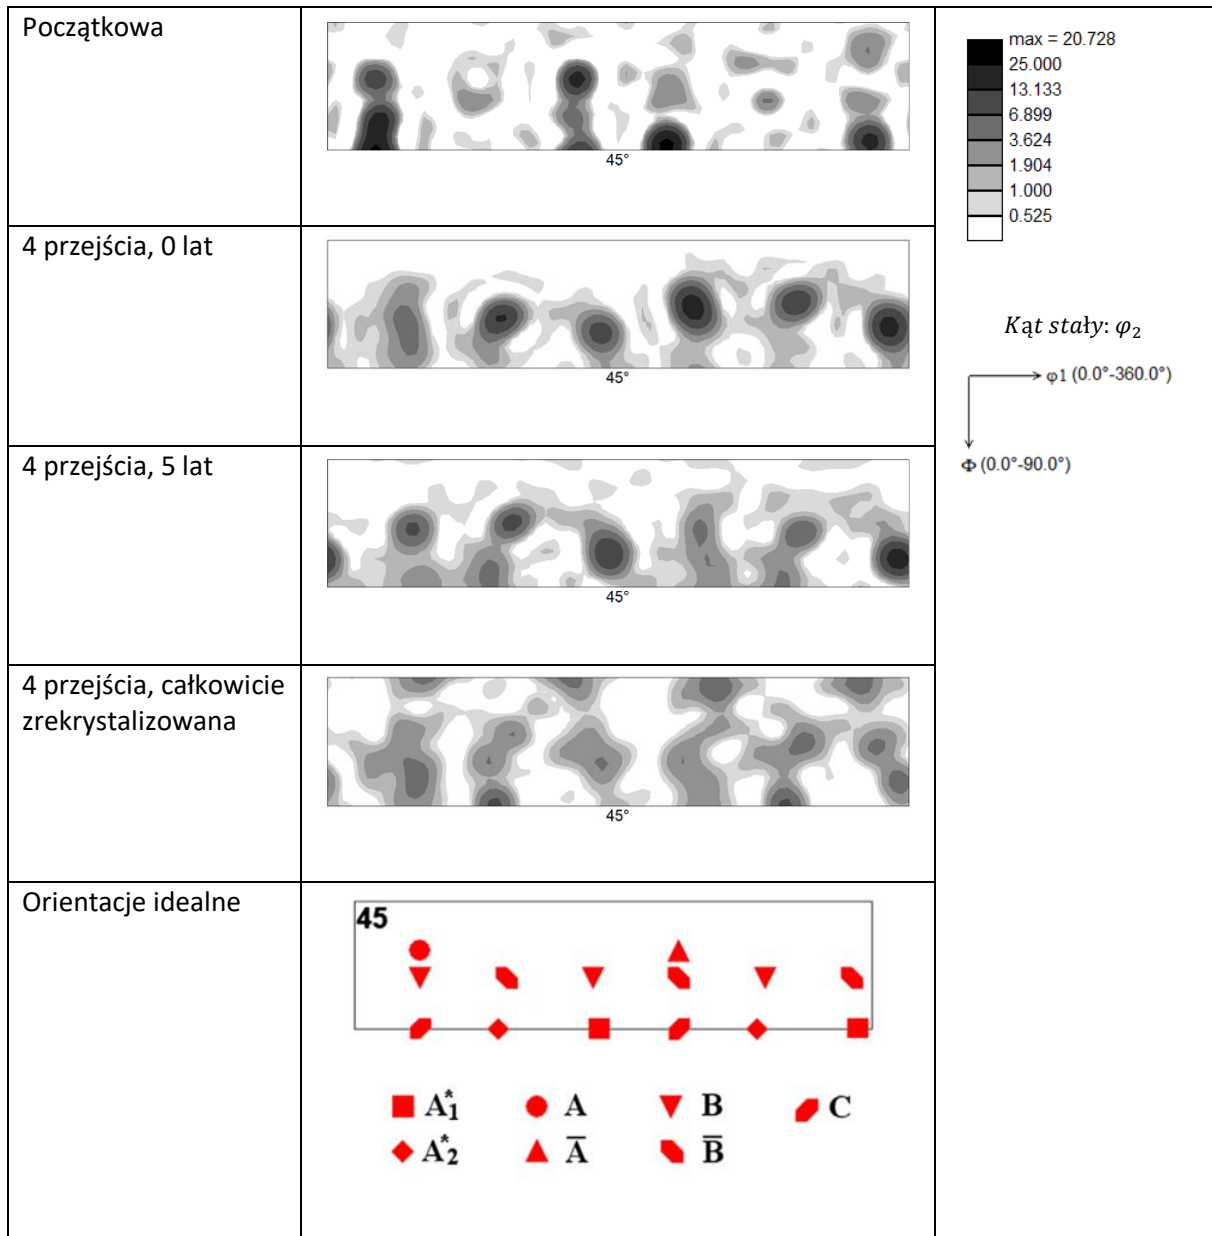 Początkowa
45°
4 przejścia, 0 lat
45°
4 przejścia, 5 lat
45°
4 przejścia, całkowicie
zrekrystalizowana
45°
Orientacje idealne
45
A₁* A B C
A₂* A̅ B̅
max = 20.728
25.000
13.133
6.899
3.624
1.904
1.000
0.525
Kąt stały: φ₂
φ1 (0.0°-360.0°)
Φ (0.0°-90.0°)